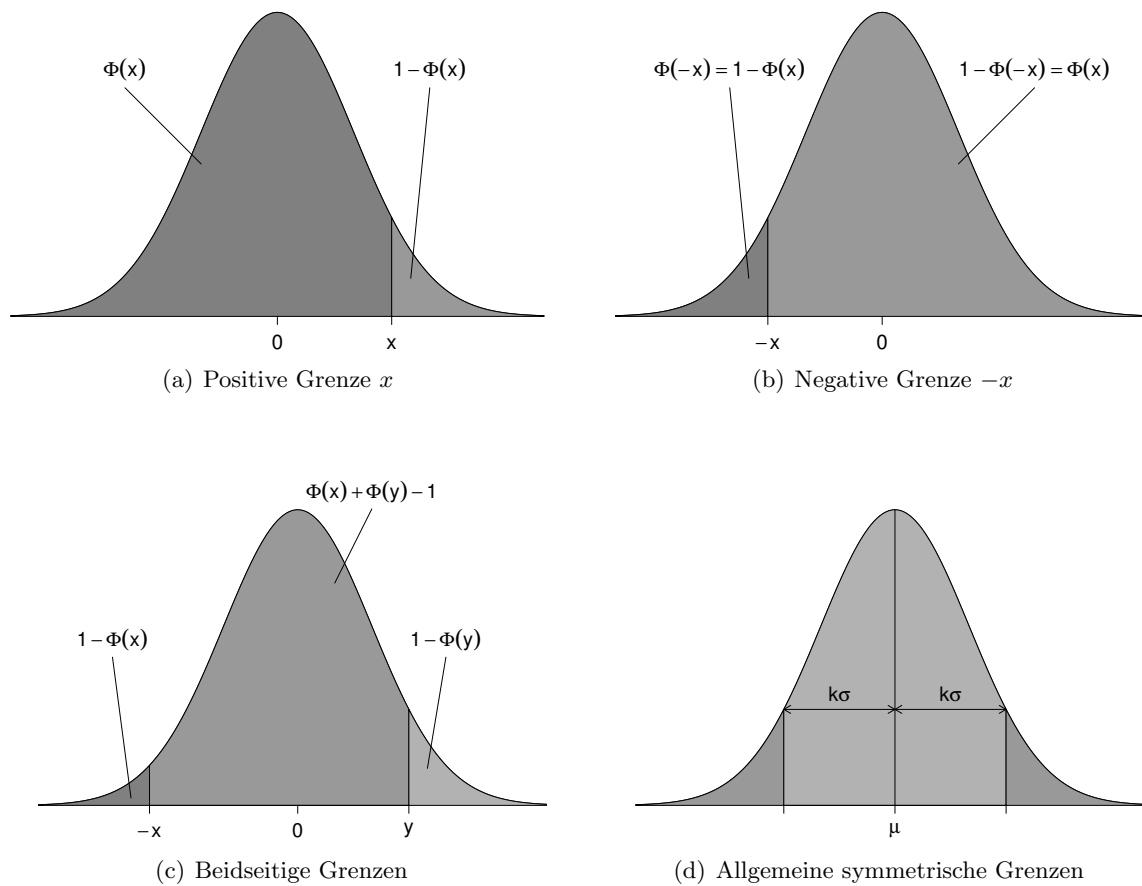 Φ(x)
1−Φ(x)
0
x
(a) Positive Grenze x
Φ(−x)=1−Φ(x)
1−Φ(−x)=Φ(x)
−x
0
(b) Negative Grenze −x
Φ(x)+Φ(y)−1
1−Φ(x)
1−Φ(y)
−x
0
y
(c) Beidseitige Grenzen
kσ
kσ
μ
(d) Allgemeine symmetrische Grenzen